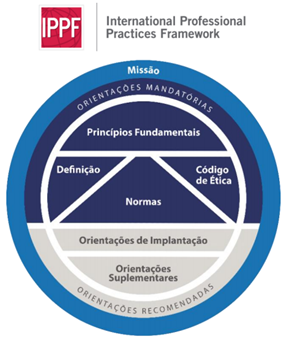 IPPF
International Professional
Practices Framework
Missão
ORIENTAÇÕES MANDATÓRIAS
Princípios Fundamentais
Definição
Código
de Ética
Normas
Orientações de Implantação
Orientações
Suplementares
ORIENTAÇÕES RECOMENDADAS